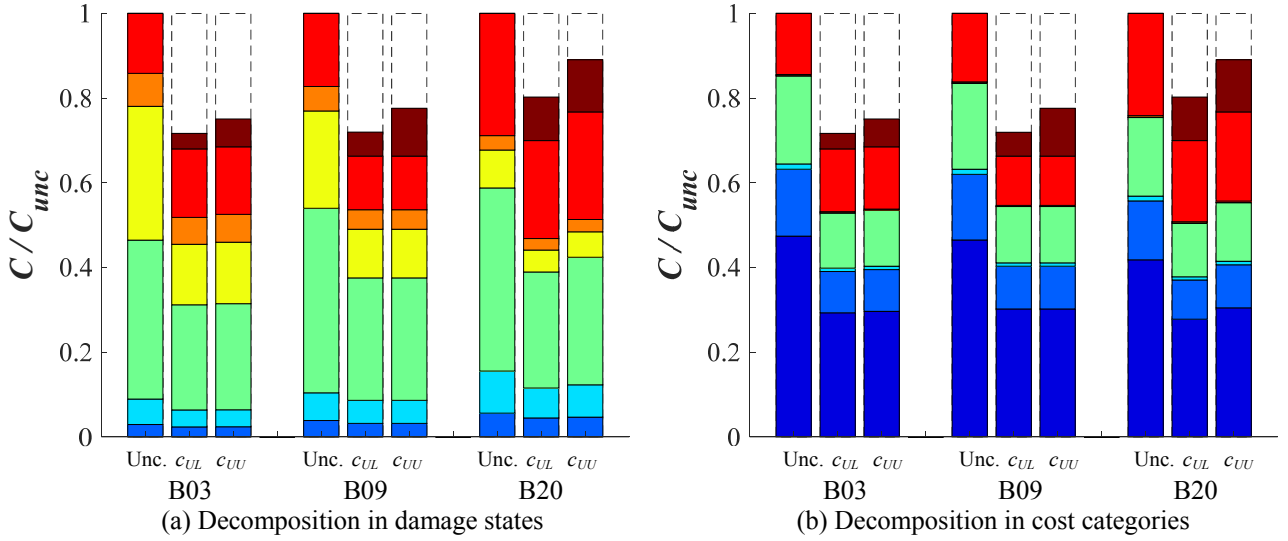 1
0.8
0.6
0.4
0.2
0
C / C_unc
Unc. c_UL c_UU Unc. c_UL c_UU Unc. c_UL c_UU
B03 B09 B20
(a) Decomposition in damage states
1
0.8
0.6
0.4
0.2
0
C / C_unc
Unc. c_UL c_UU Unc. c_UL c_UU Unc. c_UL c_UU
B03 B09 B20
(b) Decomposition in cost categories